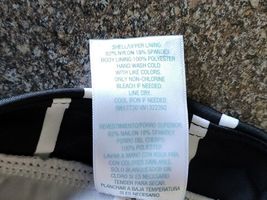 SHELL/UPPER LINING
82% NYLON 18% SPANDEX
BODY LINING 100% POLYESTER
HAND WASH COLD
WITH LIKE COLORS.
ONLY NON-CHLORINE
BLEACH IF NEEDED
LINE DRY.
COOL IRON IF NEEDED
REVESTIMIENTO/FORRO SUPERIOR
82% NAILON 18% SPANDEX
FORRO DEL CUERPO
100% POLIESTER
LAVAR A MANO CON AGUA FRIA
CON COLORES SIMILARES.
SOLO BLANQUEADOR SIN
CLORO SI ES NECESARIO
TENDER PARA SECAR.
PLANCHAR A BAJA TEMPERATURA
SI ES NECESARIO